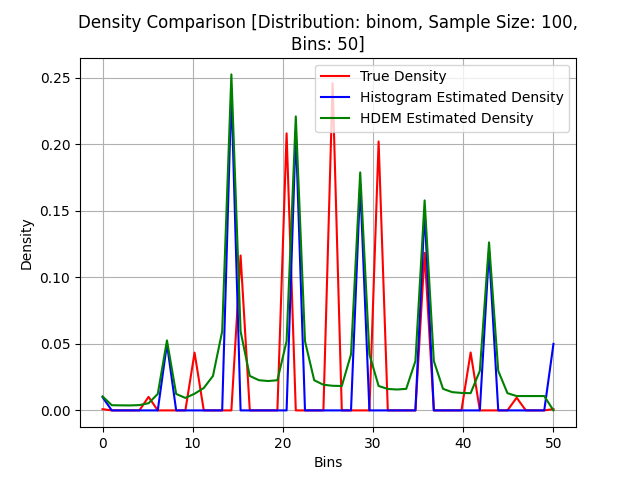 Density Comparison [Distribution: binom, Sample Size: 100,
Bins: 50]
True Density
Histogram Estimated Density
HDEM Estimated Density
Density
0.25
0.20
0.15
0.10
0.05
0.00
0 10 20 30 40 50
Bins